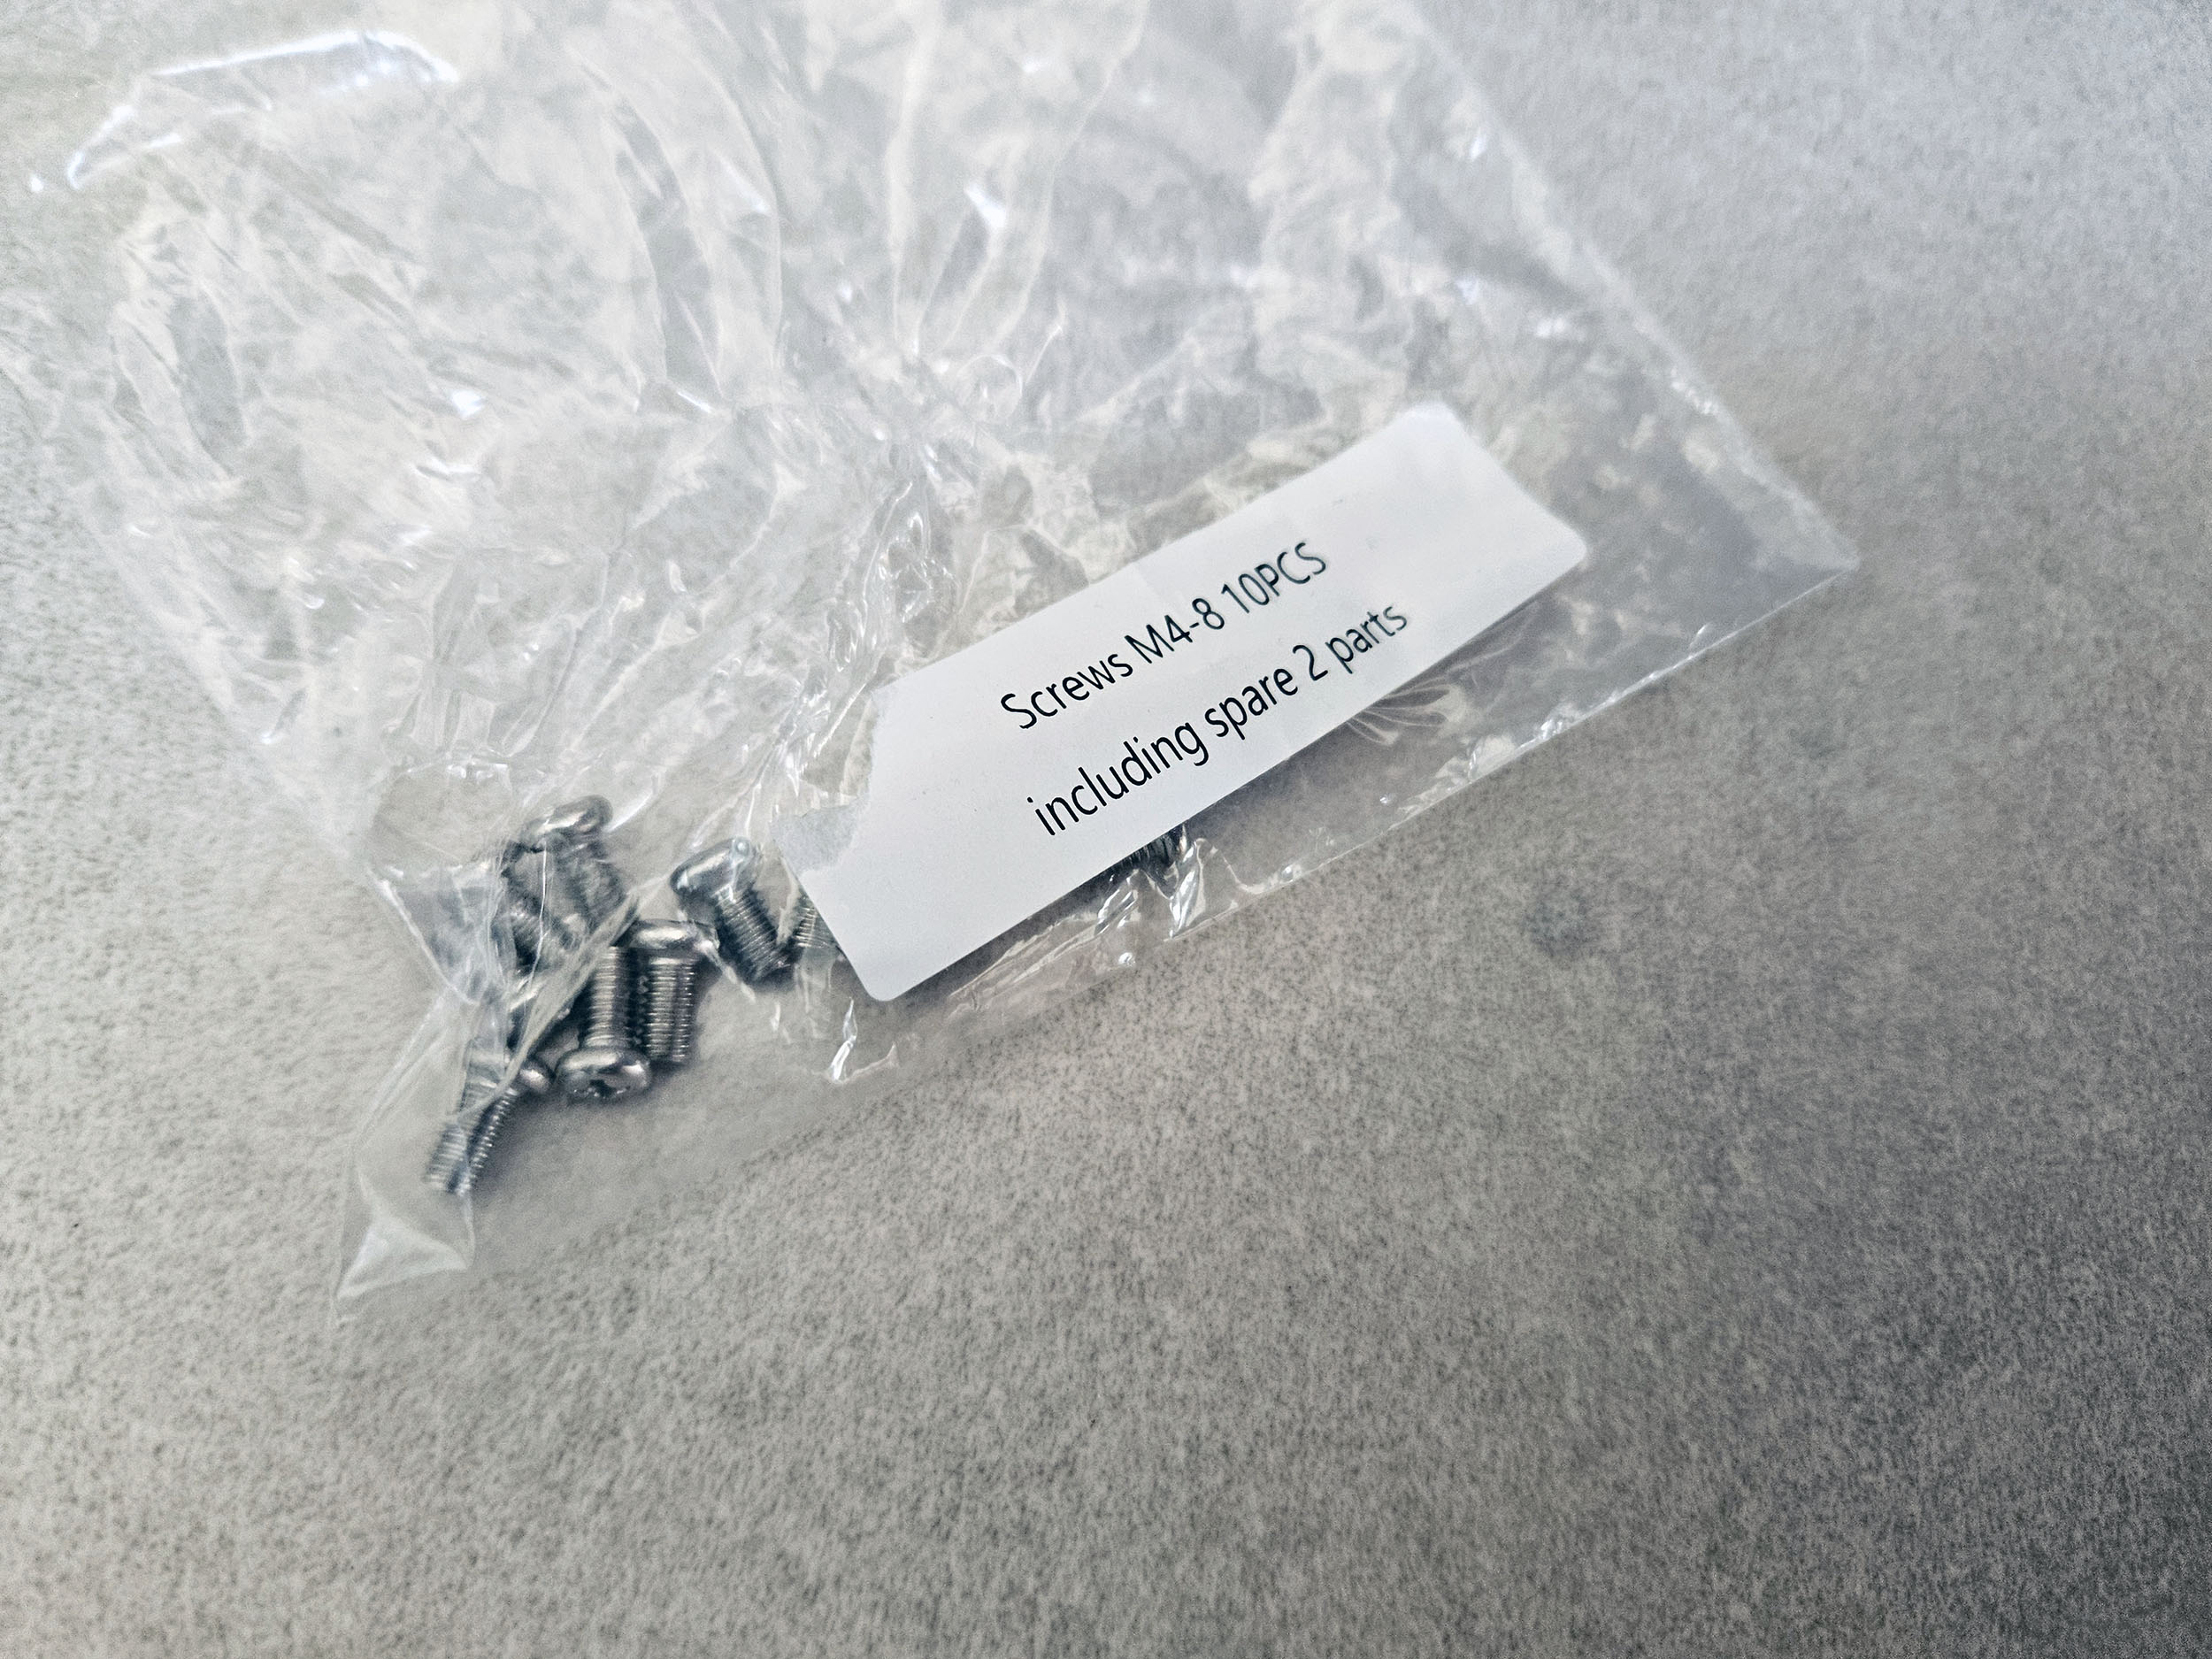 Screws M4-8 10PCS
including spare 2 parts